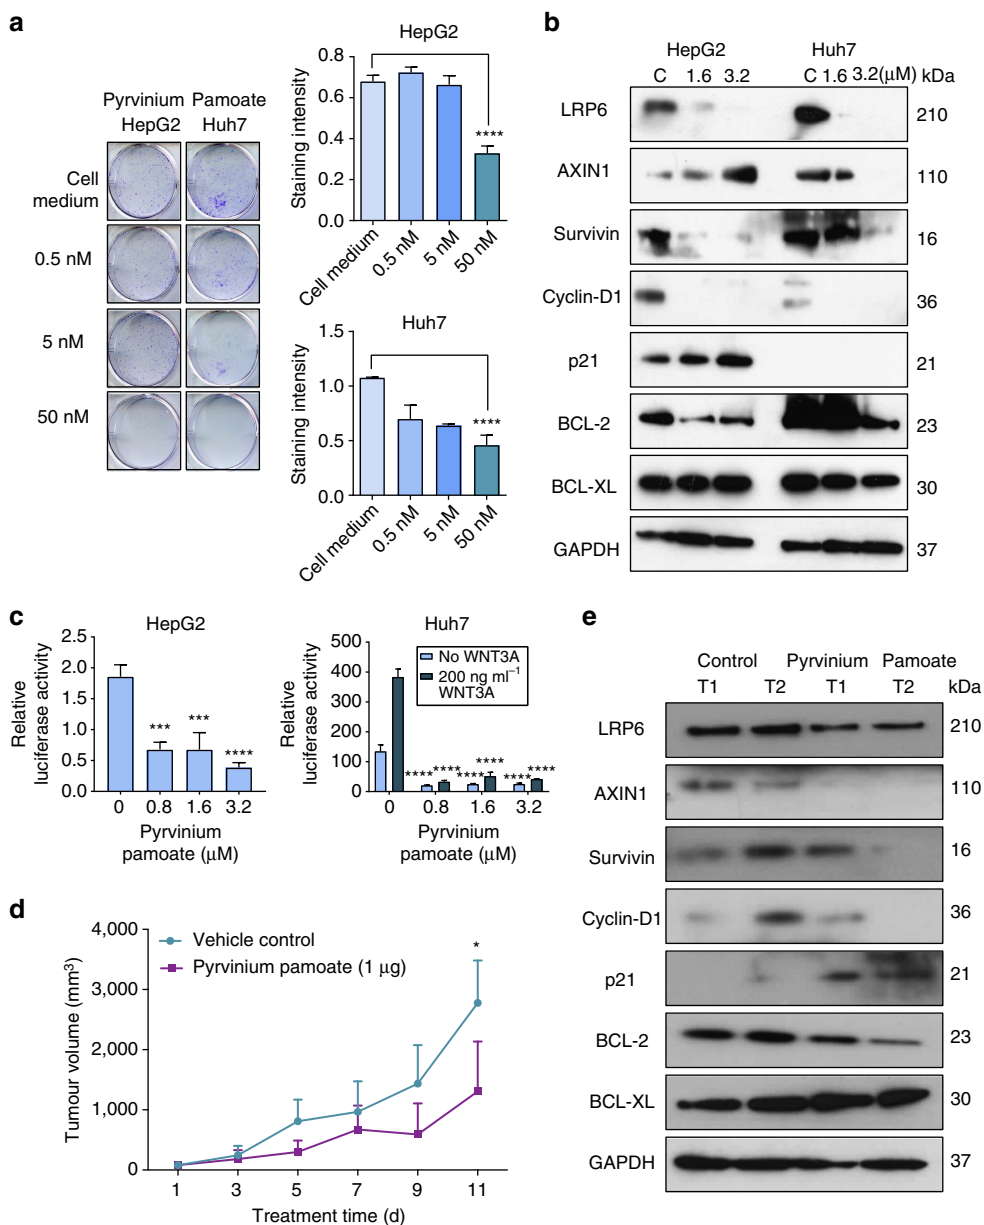 a
Pyrvinium Pamoate
HepG2 Huh7
Cell medium
0.5 nM
5 nM
50 nM
HepG2
Staining intensity
0.8
0.6
0.4
0.2
0.0
****
Cell medium
0.5 nM
5 nM
50 nM
Huh7
Staining intensity
1.5
1.0
0.5
0.0
****
Cell medium
0.5 nM
5 nM
50 nM
b
HepG2 Huh7
C 1.6 3.2 C 1.6 3.2(μM) kDa
LRP6 210
AXIN1 110
Survivin 16
Cyclin-D1 36
p21 21
BCL-2 23
BCL-XL 30
GAPDH 37
c
HepG2
Relative luciferase activity
2.5
2.0
1.5
1.0
0.5
0.0
*** *** ****
0 0.8 1.6 3.2
Pyrvinium
pamoate (μM)
Huh7
Relative luciferase activity
500
400
300
200
100
0
No WNT3A
200 ng ml⁻¹
WNT3A
**** **** **** **** **** ****
0 0.8 1.6 3.2
Pyrvinium
pamoate (μM)
d
Tumour volume (mm³)
4,000
3,000
2,000
1,000
0
Vehicle control
Pyrvinium pamoate (1 μg)
*
1 3 5 7 9 11
Treatment time (d)
e
Control Pyrvinium Pamoate
T1 T2 T1 T2 kDa
LRP6 210
AXIN1 110
Survivin 16
Cyclin-D1 36
p21 21
BCL-2 23
BCL-XL 30
GAPDH 37